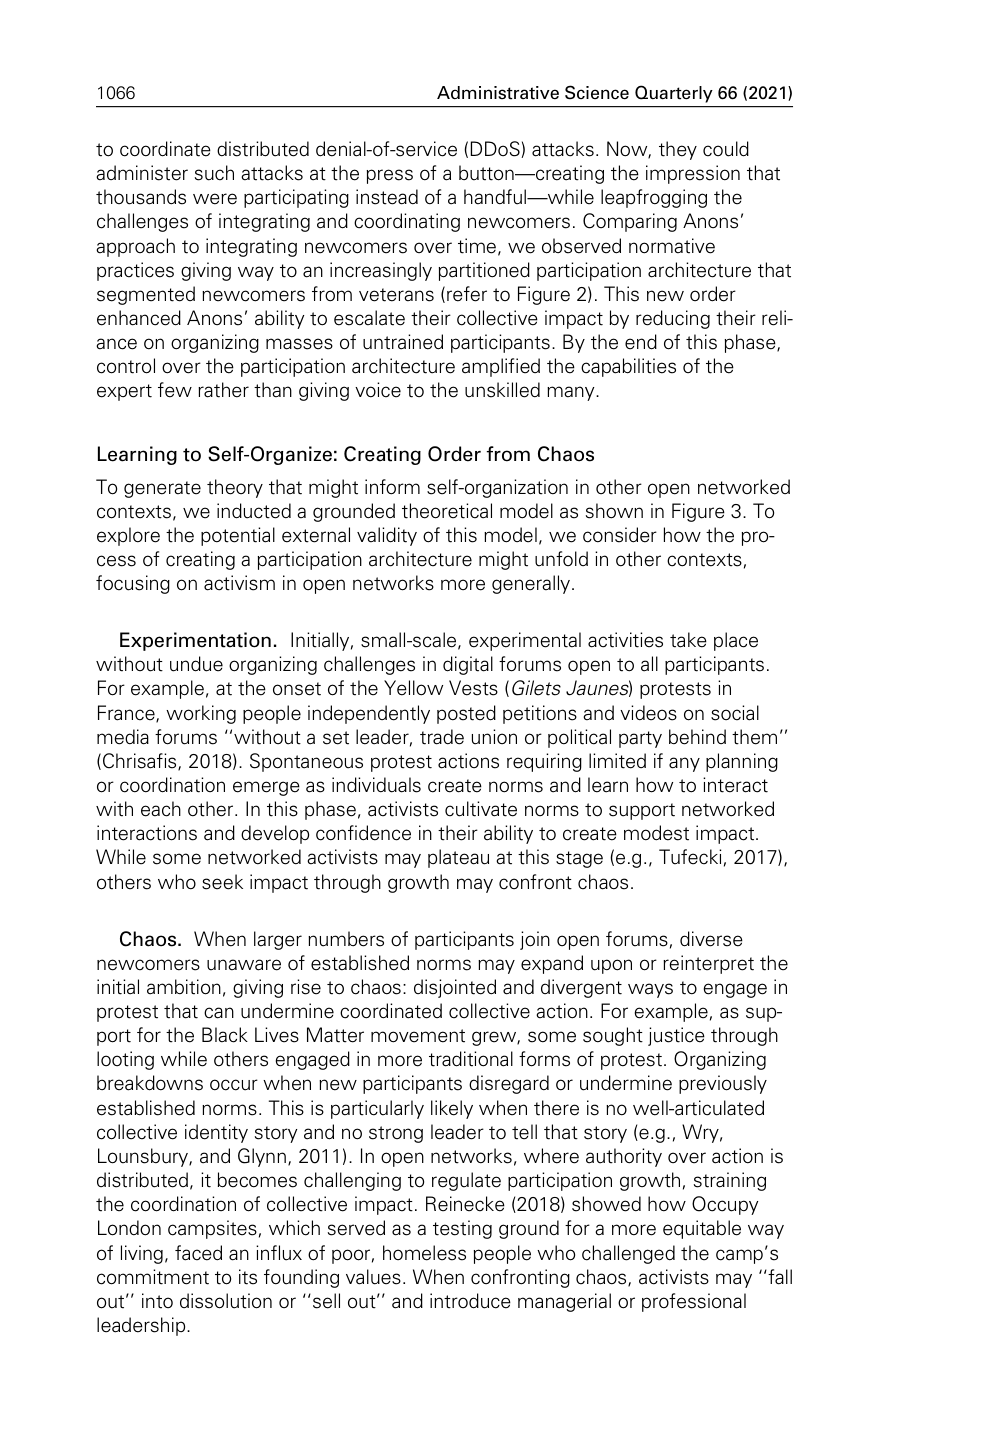 1066
Administrative Science Quarterly 66 (2021)
to coordinate distributed denial-of-service (DDoS) attacks. Now, they could
administer such attacks at the press of a button—creating the impression that
thousands were participating instead of a handful—while leapfrogging the
challenges of integrating and coordinating newcomers. Comparing Anons’
approach to integrating newcomers over time, we observed normative
practices giving way to an increasingly partitioned participation architecture that
segmented newcomers from veterans (refer to Figure 2). This new order
enhanced Anons’ ability to escalate their collective impact by reducing their reli-
ance on organizing masses of untrained participants. By the end of this phase,
control over the participation architecture amplified the capabilities of the
expert few rather than giving voice to the unskilled many.
Learning to Self-Organize: Creating Order from Chaos
To generate theory that might inform self-organization in other open networked
contexts, we inducted a grounded theoretical model as shown in Figure 3. To
explore the potential external validity of this model, we consider how the pro-
cess of creating a participation architecture might unfold in other contexts,
focusing on activism in open networks more generally.
Experimentation. Initially, small-scale, experimental activities take place
without undue organizing challenges in digital forums open to all participants.
For example, at the onset of the Yellow Vests (Gilets Jaunes) protests in
France, working people independently posted petitions and videos on social
media forums ‘‘without a set leader, trade union or political party behind them’’
(Chrisafis, 2018). Spontaneous protest actions requiring limited if any planning
or coordination emerge as individuals create norms and learn how to interact
with each other. In this phase, activists cultivate norms to support networked
interactions and develop confidence in their ability to create modest impact.
While some networked activists may plateau at this stage (e.g., Tufecki, 2017),
others who seek impact through growth may confront chaos.
Chaos. When larger numbers of participants join open forums, diverse
newcomers unaware of established norms may expand upon or reinterpret the
initial ambition, giving rise to chaos: disjointed and divergent ways to engage in
protest that can undermine coordinated collective action. For example, as sup-
port for the Black Lives Matter movement grew, some sought justice through
looting while others engaged in more traditional forms of protest. Organizing
breakdowns occur when new participants disregard or undermine previously
established norms. This is particularly likely when there is no well-articulated
collective identity story and no strong leader to tell that story (e.g., Wry,
Lounsbury, and Glynn, 2011). In open networks, where authority over action is
distributed, it becomes challenging to regulate participation growth, straining
the coordination of collective impact. Reinecke (2018) showed how Occupy
London campsites, which served as a testing ground for a more equitable way
of living, faced an influx of poor, homeless people who challenged the camp’s
commitment to its founding values. When confronting chaos, activists may ‘‘fall
out’’ into dissolution or ‘‘sell out’’ and introduce managerial or professional
leadership.